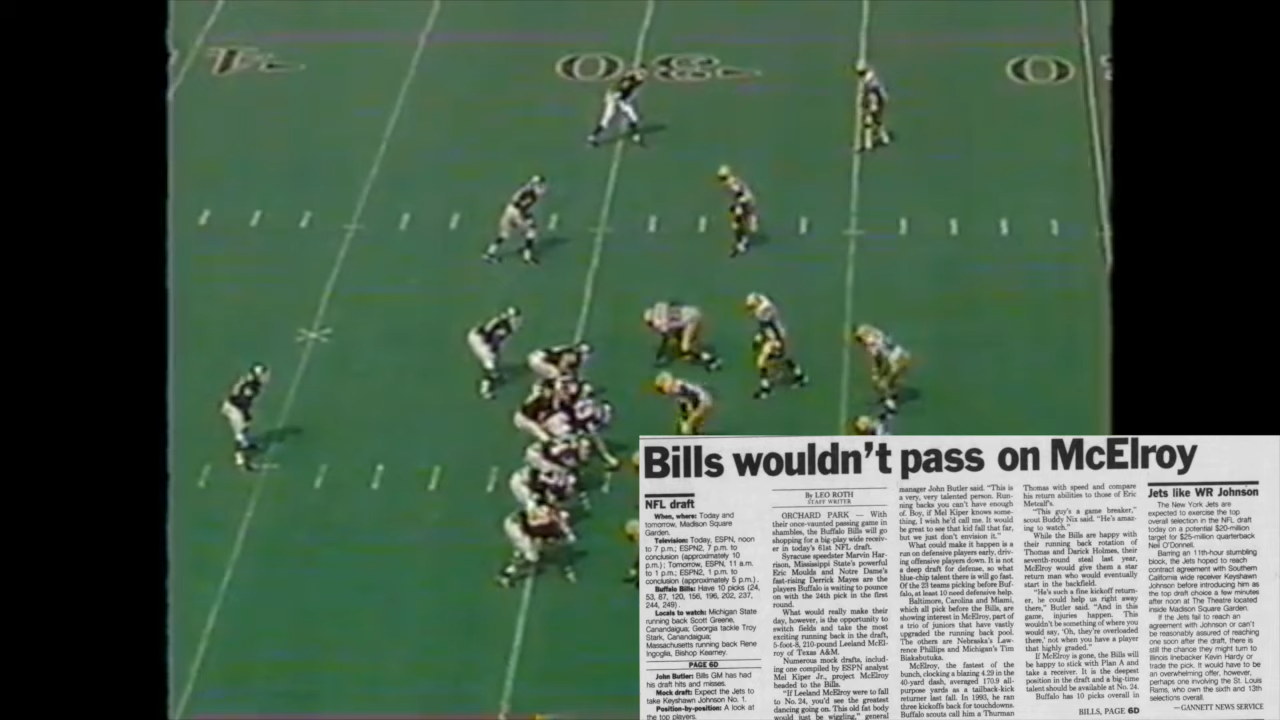 Bills wouldn't pass on McElroy
NFL draft
When, where: Today and
tomorrow, Madison Square
Garden.
Television: Today, ESPN, noon
to 7 p.m.; ESPN2, 7 p.m. to
conclusion (approximately 10
p.m.); Tomorrow, ESPN, 11 a.m.
to 1 p.m.; ESPN2, 1 p.m. to
conclusion (approximately 5 p.m.).
Buffalo Bills: Have 10 picks (24,
53, 87, 120, 156, 196, 202, 237,
244, 249).
Locals to watch: Michigan State
running back Scott Greene,
Canandaigua; Georgia tackle Troy
Stark, Canandaigua;
Massachusetts running back Rene
Ingoglia, Bishop Kearney.
PAGE 6D
John Butler: Bills GM has had
his draft hits and misses.
Mock draft: Expect the Jets to
take Keyshawn Johnson No. 1.
Position-by-position: A look at
the top players.
By LEO ROTH
STAFF WRITER
ORCHARD PARK — With
their once-vaunted passing game in
shambles, the Buffalo Bills will go
shopping for a big-play wide receiv-
er in today's 61st NFL draft.
Syracuse speedster Marvin Har-
rison, Mississippi State's powerful
Eric Moulds and Notre Dame's
fast-rising Derrick Mayes are the
players Buffalo is waiting to pounce
on with the 24th pick in the first
round.
What would really make their
day, however, is the opportunity to
switch fields and take the most
exciting running back in the draft,
5-foot-8, 210-pound Leeland McEl-
roy of Texas A&M.
Numerous mock drafts, includ-
ing one compiled by ESPN analyst
Mel Kiper Jr., project McElroy
headed to the Bills.
"If Leeland McElroy were to fall
to No. 24, you'd see the greatest
dancing going on. This old fat body
would just be wiggling," general
manager John Butler said. "This is
a very, very talented person. Run-
ning backs you can't have enough
of. Boy, if Mel Kiper knows some-
thing, I wish he'd call me. It would
be great to see that kid fall that far,
but we just don't envision it."
What could make it happen is a
run on defensive players early, driv-
ing offensive players down. It is not
a deep draft for defense, so what
blue-chip talent there is will go fast.
Of the 23 teams picking before Buf-
falo, at least 10 need defensive help.
Baltimore, Carolina and Miami,
which all pick before the Bills, are
showing interest in McElroy, part of
a trio of juniors that have vastly
upgraded the running back pool.
The others are Nebraska's Law-
rence Phillips and Michigan's Tim
Biakabutuka.
McElroy, the fastest of the
bunch, clocking a blazing 4.29 in the
40-yard dash, averaged 170.9 all-
purpose yards as a tailback-kick
returner last fall. In 1993, he ran
three kickoffs back for touchdowns.
Buffalo scouts call him a Thurman
Thomas with speed and compare
his return abilities to those of Eric
Metcalf's.
"This guy's a game breaker,"
scout Buddy Nix said. "He's amaz-
ing to watch."
While the Bills are happy with
their running back rotation of
Thomas and Darick Holmes, their
seventh-round steal last year,
McElroy would give them a star
return man who would eventually
start in the backfield.
"He's such a fine kickoff return-
er, he could help us right away
there," Butler said. "And in this
game, injuries happen. This
wouldn't be something of where you
would say, 'Oh, they're overloaded
there,' not when you have a player
that highly graded."
If McElroy is gone, the Bills will
be happy to stick with Plan A and
take a receiver. It is the deepest
position in the draft and a big-time
talent should be available at No. 24.
Buffalo has 10 picks overall in
BILLS, PAGE 6D
Jets like WR Johnson
The New York Jets are
expected to exercise the top
overall selection in the NFL draft
today on a potential $20-million
target for $25-million quarterback
Neil O'Donnell.
Barring an 11th-hour stumbling
block, the Jets hoped to reach
contract agreement with Southern
California wide receiver Keyshawn
Johnson before introducing him as
the top draft choice a few minutes
after noon at The Theatre located
inside Madison Square Garden.
If the Jets fail to reach an
agreement with Johnson or can't
be reasonably assured of reaching
one soon after the draft, there is
still the chance they might turn to
Illinois linebacker Kevin Hardy or
trade the pick. It would have to be
an overwhelming offer, however,
perhaps one involving the St. Louis
Rams, who own the sixth and 13th
selections overall.
—GANNETT NEWS SERVICE